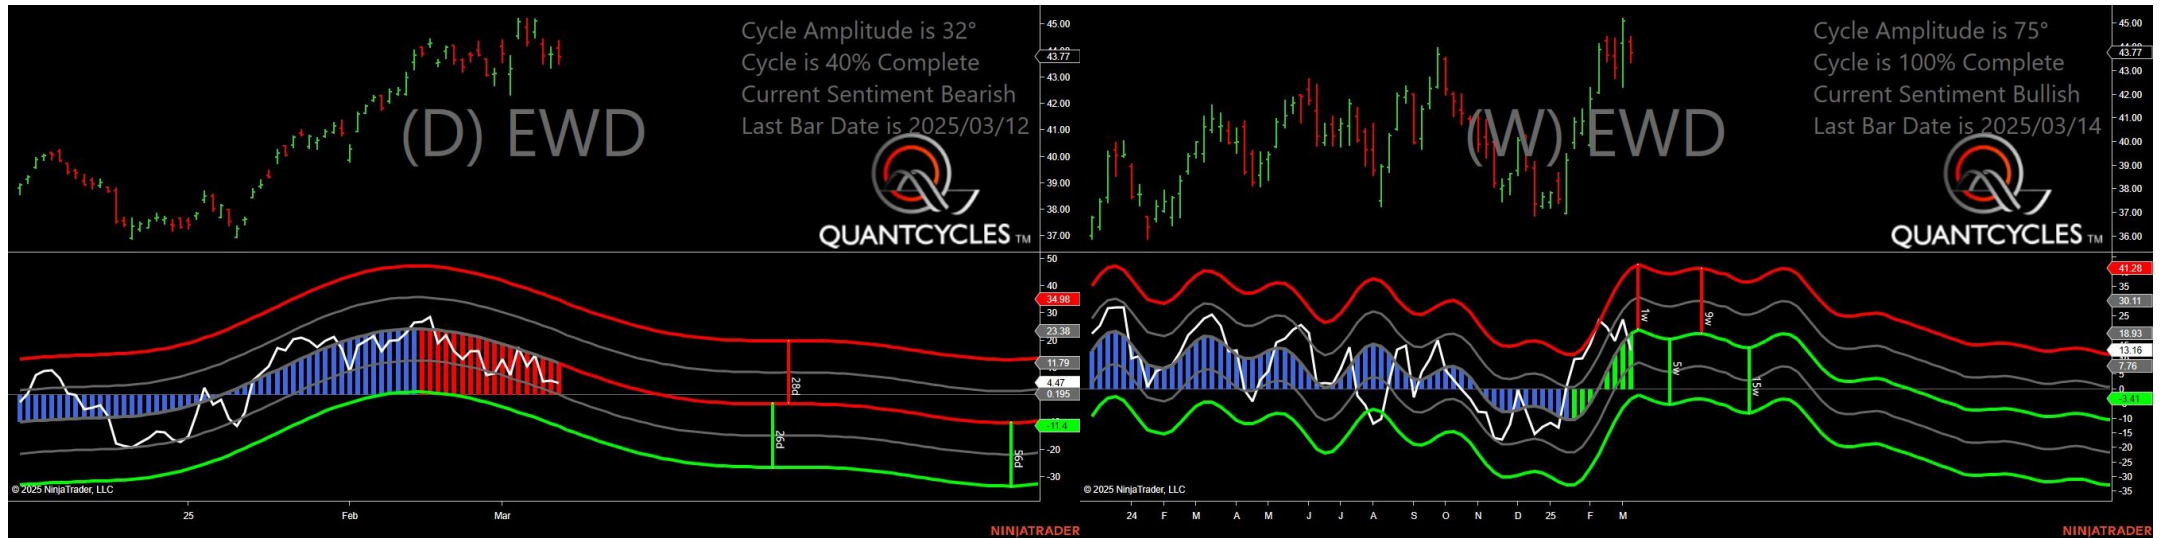 Cycle Amplitude is 32°
Cycle is 40% Complete
Current Sentiment Bearish
Last Bar Date is 2025/03/12
(D) EWD
QUANTCYCLES TM
45.00
43.77
43.00
42.00
41.00
40.00
39.00
38.00
37.00
50
40
34.98
30
23.38
20
11.79
4.47
0.195
-11.4
-20
-30
28d
26d
56d
© 2025 NinjaTrader, LLC
25 Feb Mar
NINJATRADER
Cycle Amplitude is 75°
Cycle is 100% Complete
Current Sentiment Bullish
Last Bar Date is 2025/03/14
(W) EWD
QUANTCYCLES TM
45.00
43.77
43.00
42.00
41.00
40.00
39.00
38.00
37.00
36.00
41.28
35
30.11
25
18.93
13.16
7.76
5
0
-3.41
-10
-15
-20
-25
-30
-35
1w
9w
5w
15w
© 2025 NinjaTrader, LLC
24 F M A M J J A S O N D 25 F M
NINJATRADER